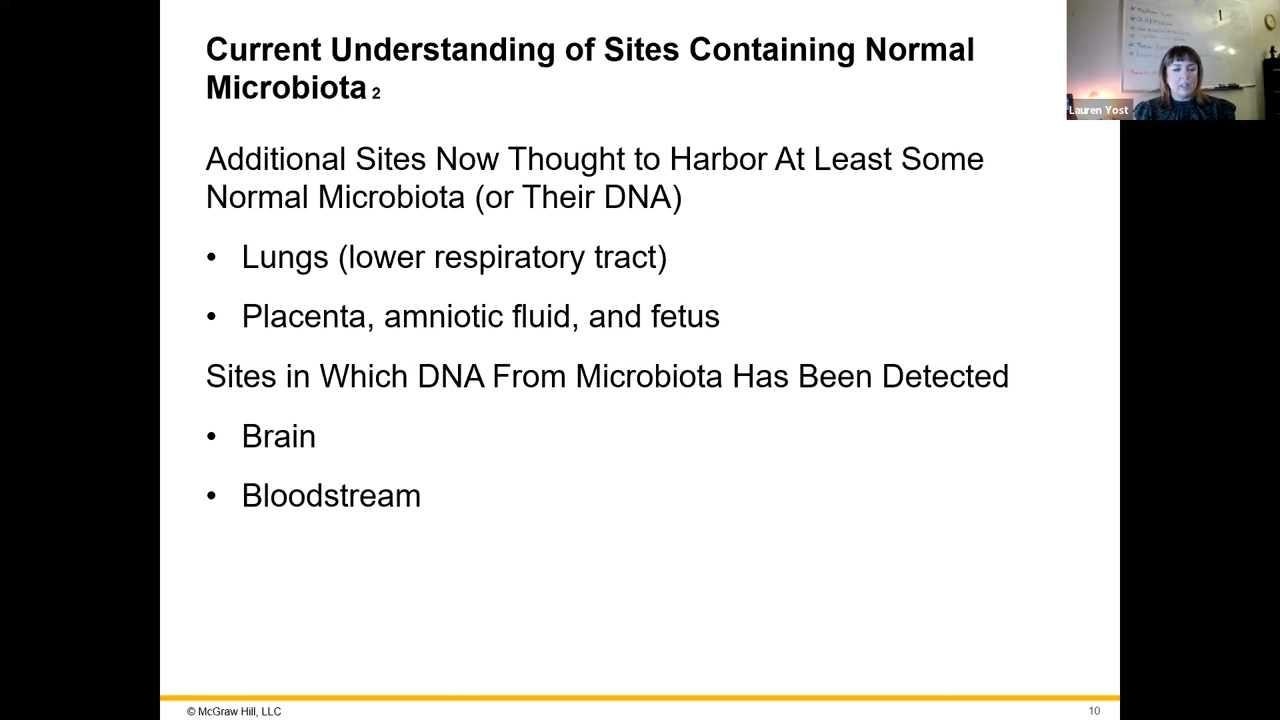 Current Understanding of Sites Containing Normal
Microbiota 2
Additional Sites Now Thought to Harbor At Least Some
Normal Microbiota (or Their DNA)
• Lungs (lower respiratory tract)
• Placenta, amniotic fluid, and fetus
Sites in Which DNA From Microbiota Has Been Detected
• Brain
• Bloodstream
© McGraw Hill, LLC
10
Lauren Yost